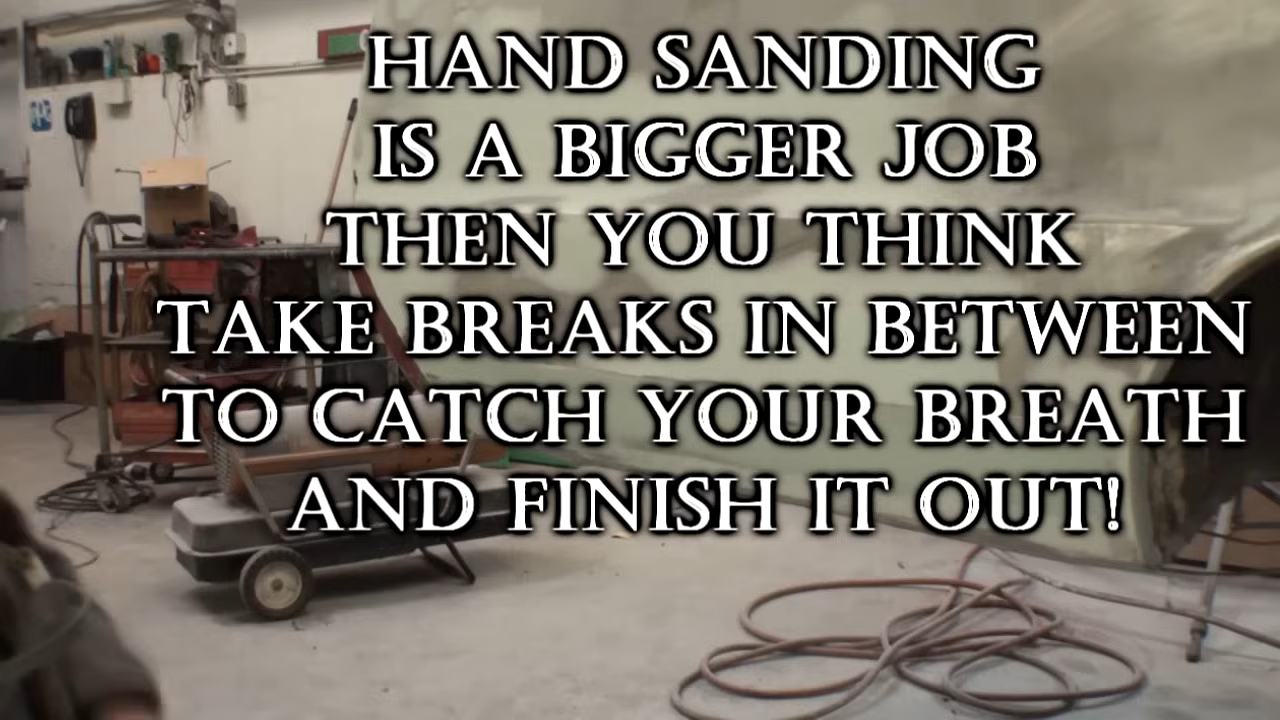 HAND SANDING
IS A BIGGER JOB
THEN YOU THINK
TAKE BREAKS IN BETWEEN
TO CATCH YOUR BREATH
AND FINISH IT OUT!
PPG